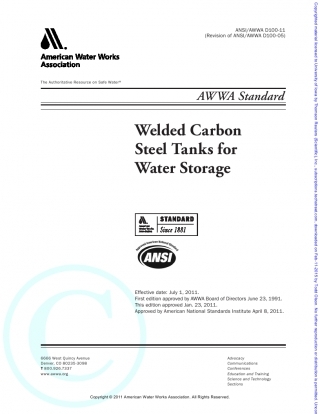 ANSI/AWWA D100-11
(Revision of ANSI/AWWA D100-05)
American Water Works
Association
The Authoritative Resource on Safe Water
AWWA Standard
Welded Carbon
Steel Tanks for
Water Storage
STANDARD
Since 1881
ANSI
Effective date: July 1, 2011.
First edition approved by AWWA Board of Directors June 23, 1991.
This edition approved Jan. 23, 2011.
Approved by American National Standards Institute April 8, 2011.
6666 West Quincy Avenue
Denver, CO 80235-3098
T 800.926.7337
www.awwa.org
Advocacy
Communications
Conferences
Education and Training
Science and Technology
Sections
Copyright © 2011 American Water Works Association. All Rights Reserved.